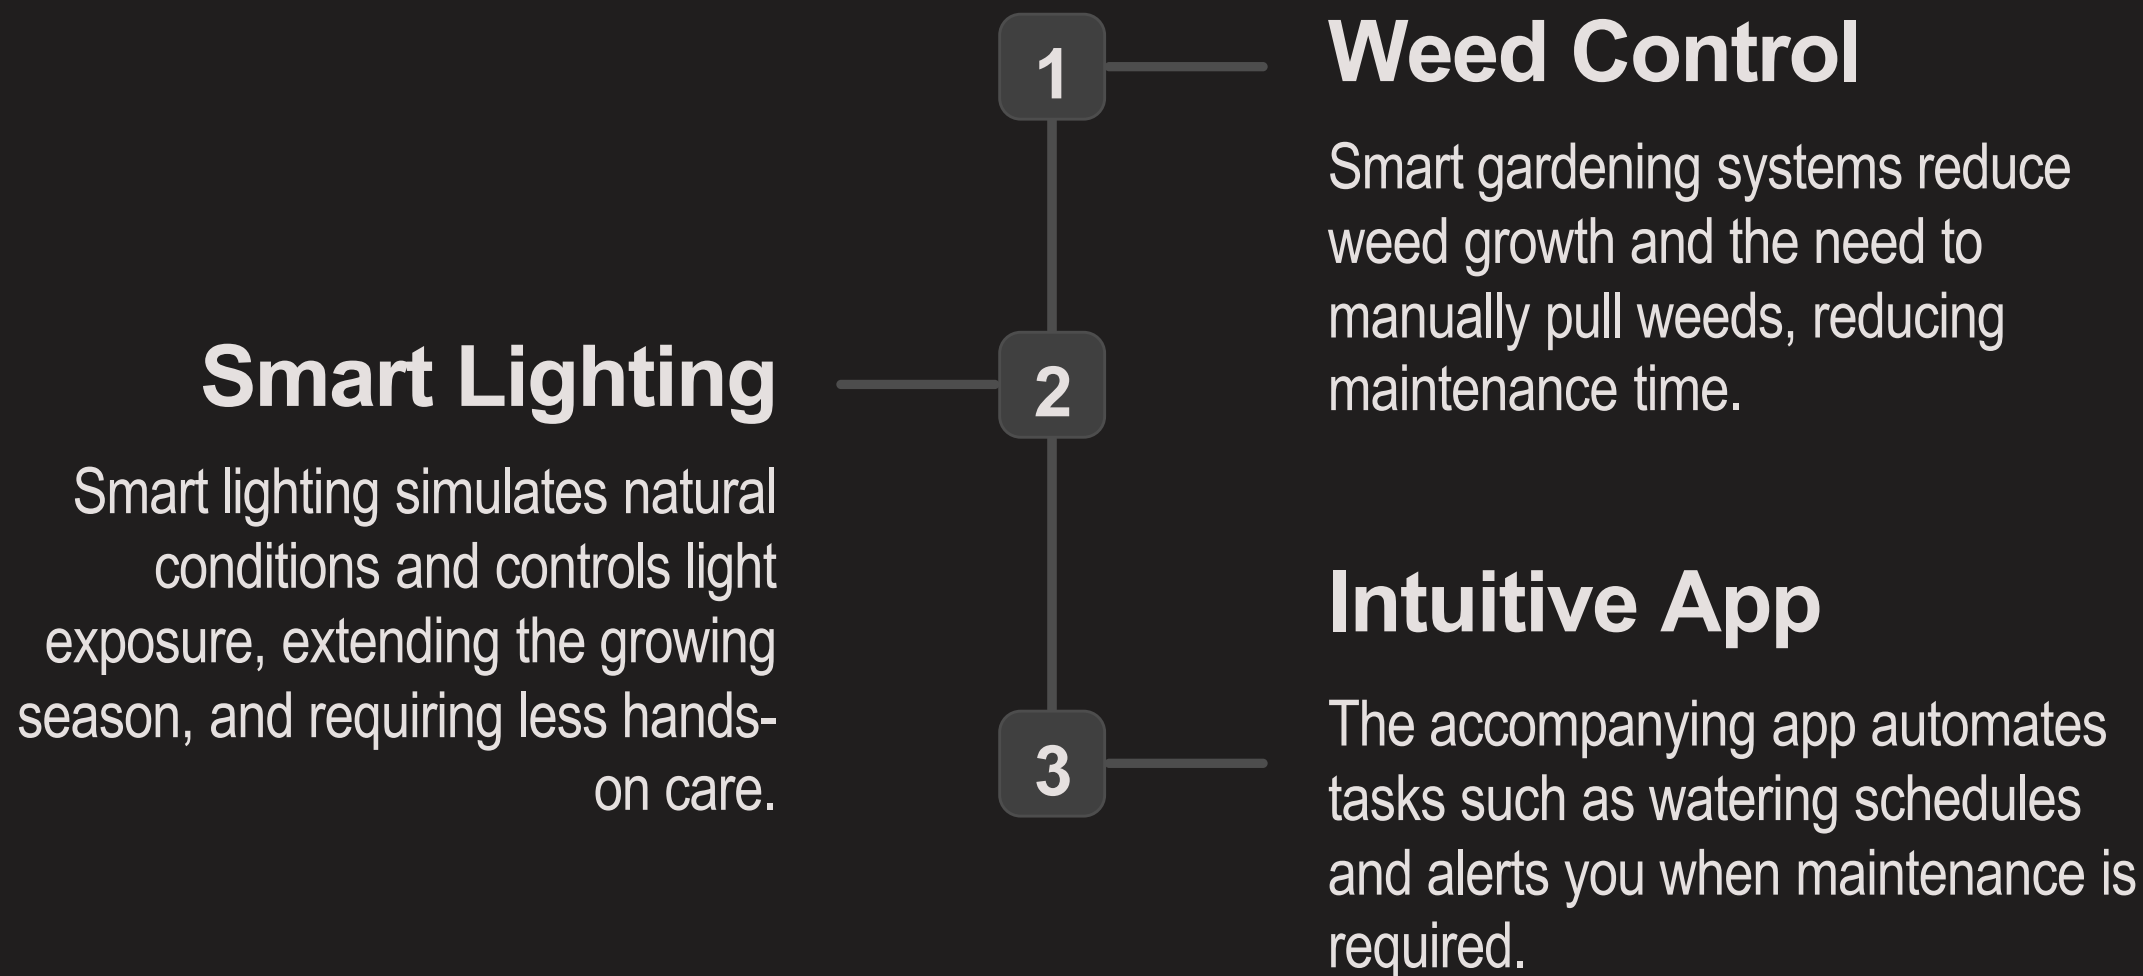 1
Weed Control
Smart gardening systems reduce
weed growth and the need to
manually pull weeds, reducing
maintenance time.
2
Smart Lighting
Smart lighting simulates natural
conditions and controls light
exposure, extending the growing
season, and requiring less hands-
on care.
3
Intuitive App
The accompanying app automates
tasks such as watering schedules
and alerts you when maintenance is
required.